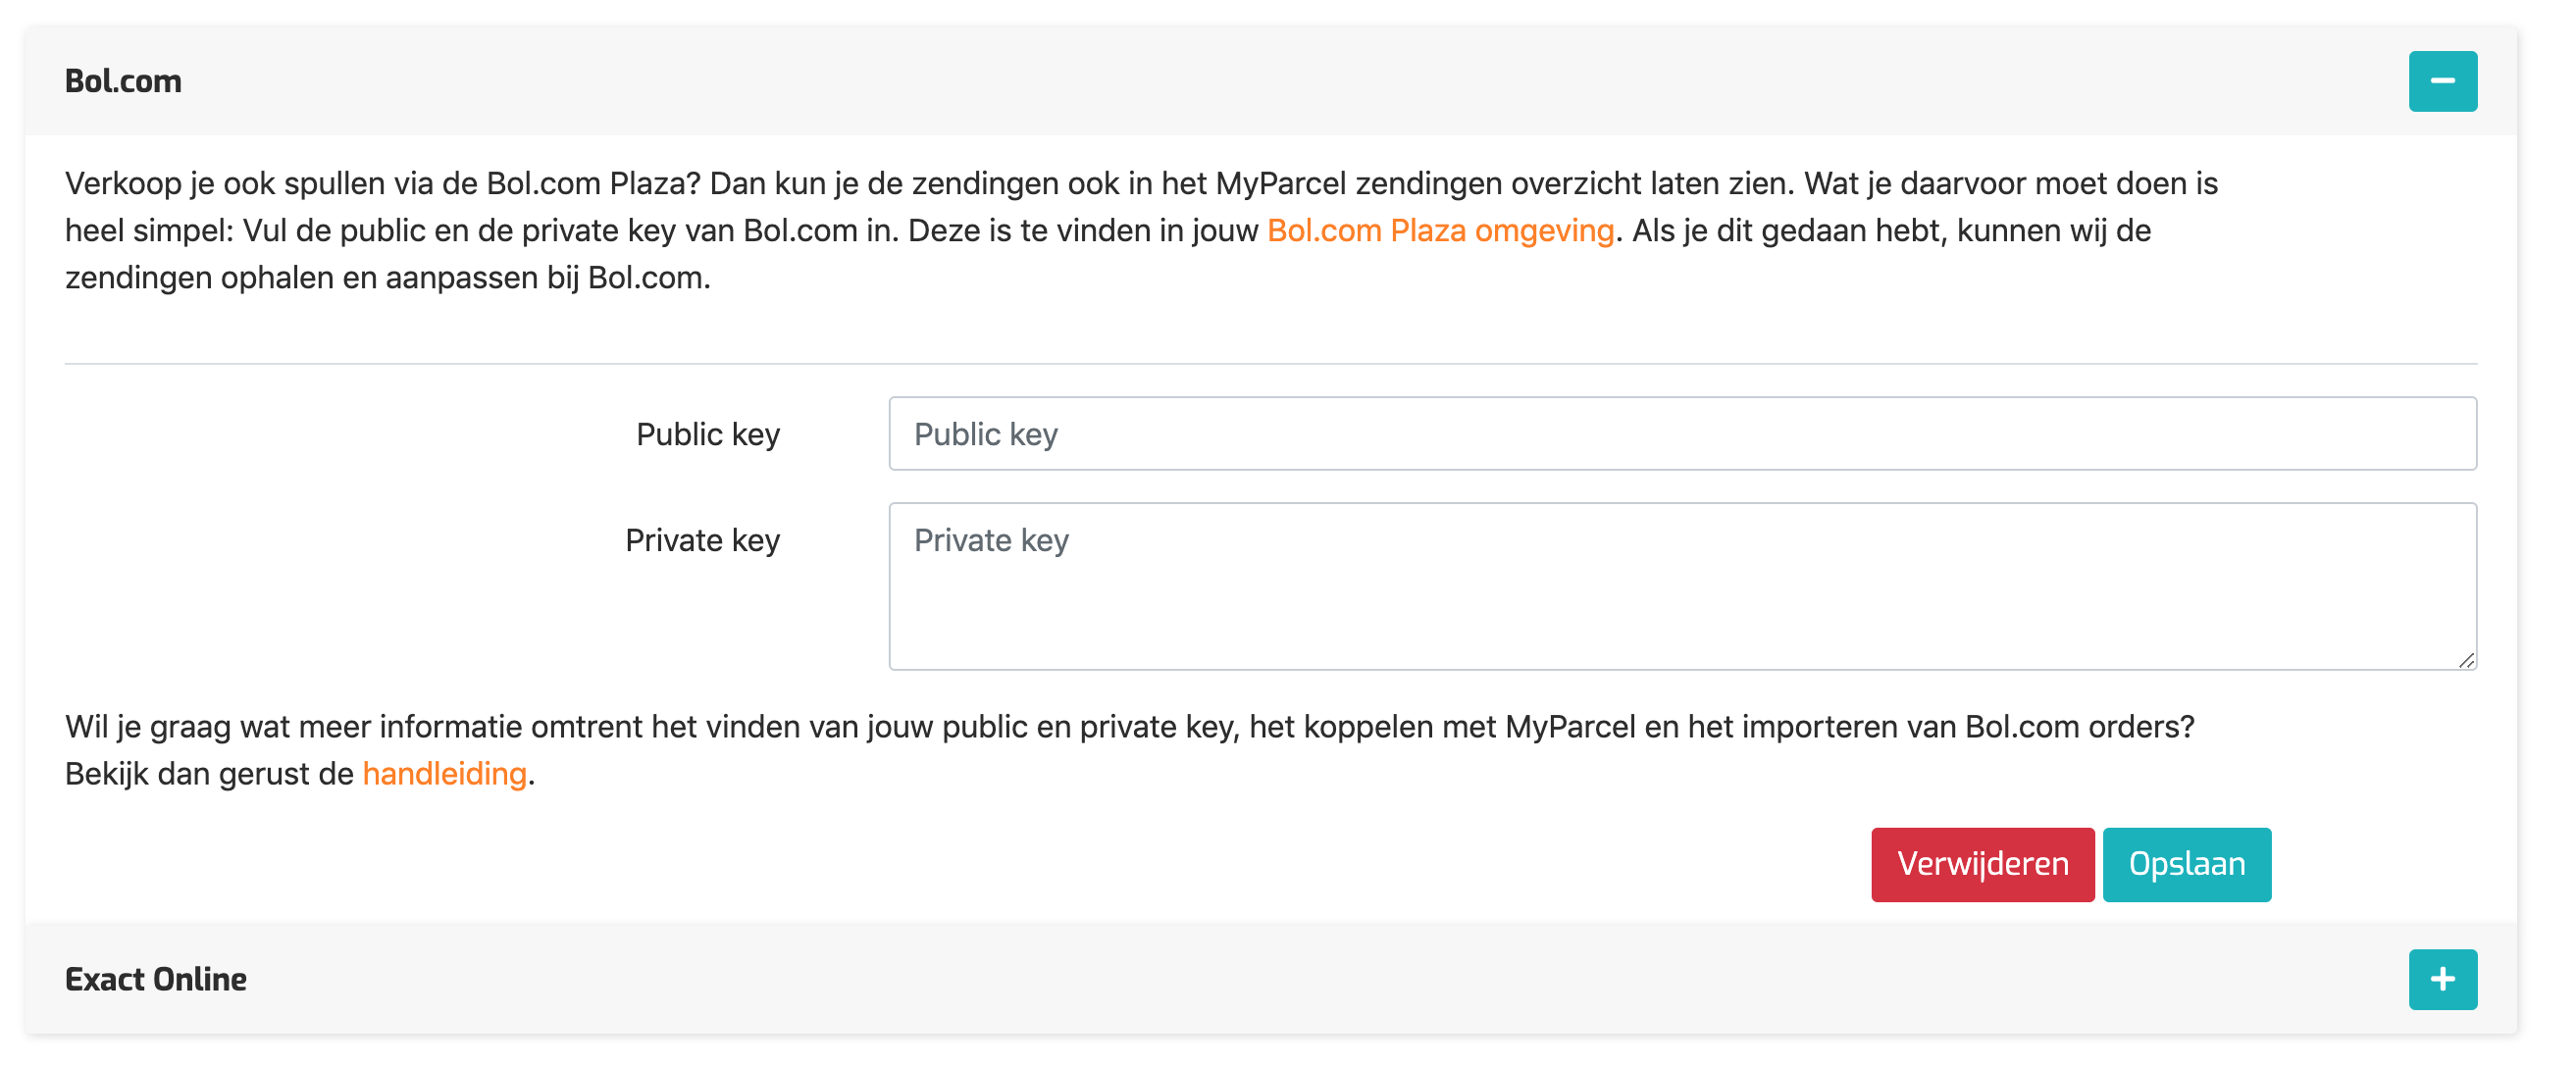 Bol.com
Verkoop je ook spullen via de Bol.com Plaza? Dan kun je de zendingen ook in het MyParcel zendingen overzicht laten zien. Wat je daarvoor moet doen is
heel simpel: Vul de public en de private key van Bol.com in. Deze is te vinden in jouw Bol.com Plaza omgeving. Als je dit gedaan hebt, kunnen wij de
zendingen ophalen en aanpassen bij Bol.com.
Public key Public key
Private key Private key
Wil je graag wat meer informatie omtrent het vinden van jouw public en private key, het koppelen met MyParcel en het importeren van Bol.com orders?
Bekijk dan gerust de handleiding.
Verwijderen Opslaan
Exact Online